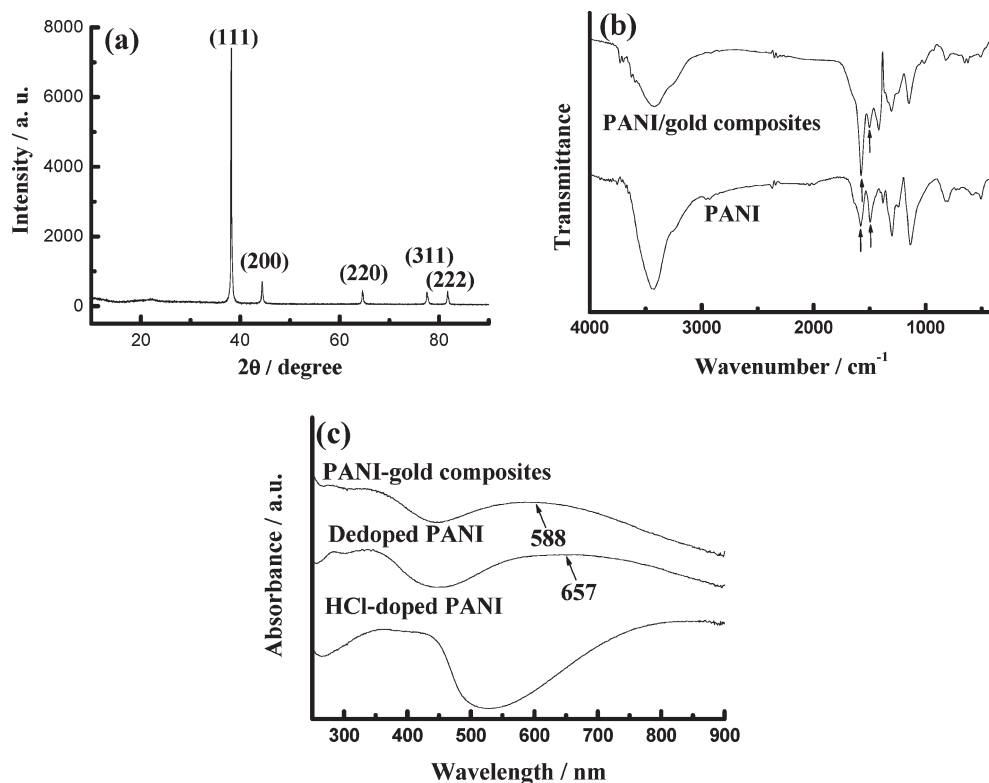 (a)
8000
6000
4000
2000
0
Intensity / a. u.
(111)
(200)
(220)
(311)
(222)
20
40
60
80
2θ / degree
(b)
Transmittance
PANI/gold composites
PANI
4000
3000
2000
1000
Wavenumber / cm⁻¹
(c)
Absorbance / a.u.
PANI-gold composites
588
Dedoped PANI
657
HCl-doped PANI
300
400
500
600
700
800
900
Wavelength / nm